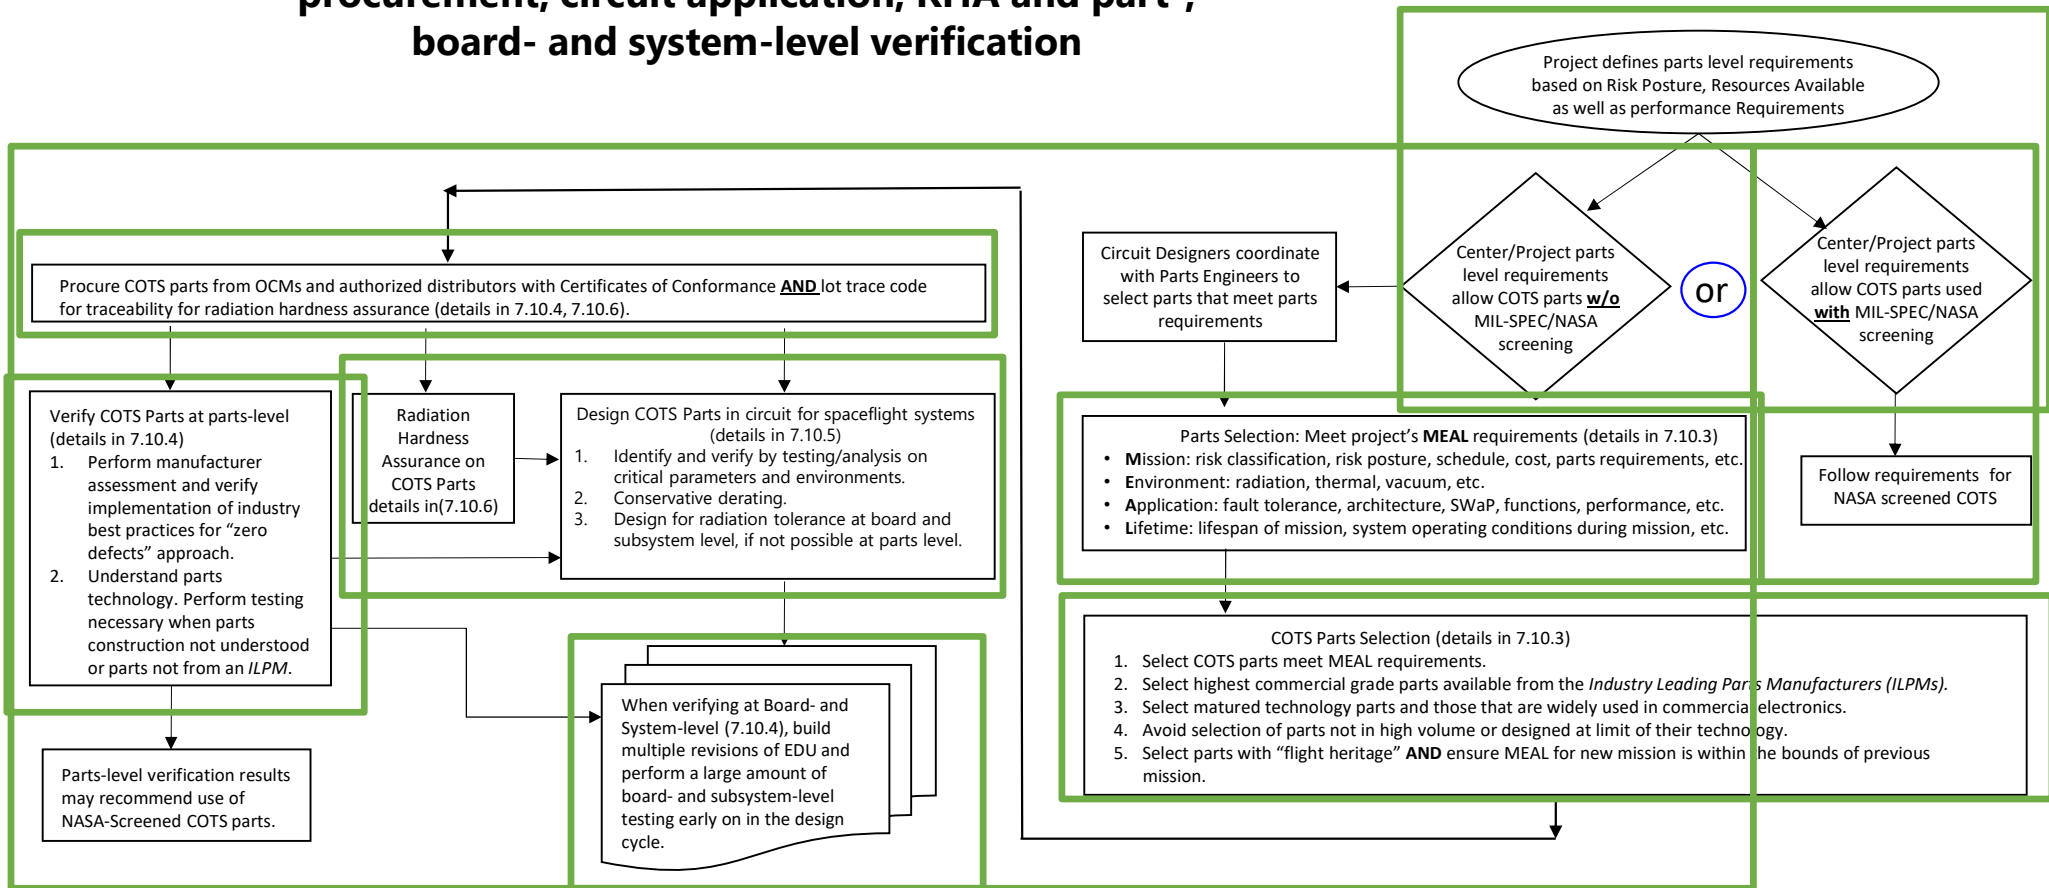 procurement, circuit application, RHA and part-,
board- and system-level verification
Project defines parts level requirements
based on Risk Posture, Resources Available
as well as performance Requirements
Center/Project parts
level requirements
allow COTS parts w/o
MIL-SPEC/NASA
screening
or
Center/Project parts
level requirements
allow COTS parts used
with MIL-SPEC/NASA
screening
Circuit Designers coordinate
with Parts Engineers to
select parts that meet parts
requirements
Follow requirements for
NASA screened COTS
Parts Selection: Meet project's MEAL requirements (details in 7.10.3)
• Mission: risk classification, risk posture, schedule, cost, parts requirements, etc.
• Environment: radiation, thermal, vacuum, etc.
• Application: fault tolerance, architecture, SWaP, functions, performance, etc.
• Lifetime: lifespan of mission, system operating conditions during mission, etc.
COTS Parts Selection (details in 7.10.3)
1. Select COTS parts meet MEAL requirements.
2. Select highest commercial grade parts available from the Industry Leading Parts Manufacturers (ILPMs).
3. Select matured technology parts and those that are widely used in commercial electronics.
4. Avoid selection of parts not in high volume or designed at limit of their technology.
5. Select parts with “flight heritage” AND ensure MEAL for new mission is within the bounds of previous
mission.
Procure COTS parts from OCMs and authorized distributors with Certificates of Conformance AND lot trace code
for traceability for radiation hardness assurance (details in 7.10.4, 7.10.6).
Verify COTS Parts at parts-level
(details in 7.10.4)
1. Perform manufacturer
assessment and verify
implementation of industry
best practices for “zero
defects” approach.
2. Understand parts
technology. Perform testing
necessary when parts
construction not understood
or parts not from an ILPM.
Radiation
Hardness
Assurance on
COTS Parts
details in(7.10.6)
Design COTS Parts in circuit for spaceflight systems
(details in 7.10.5)
1. Identify and verify by testing/analysis on
critical parameters and environments.
2. Conservative derating.
3. Design for radiation tolerance at board and
subsystem level, if not possible at parts level.
Parts-level verification results
may recommend use of
NASA-Screened COTS parts.
When verifying at Board- and
System-level (7.10.4), build
multiple revisions of EDU and
perform a large amount of
board- and subsystem-level
testing early on in the design
cycle.